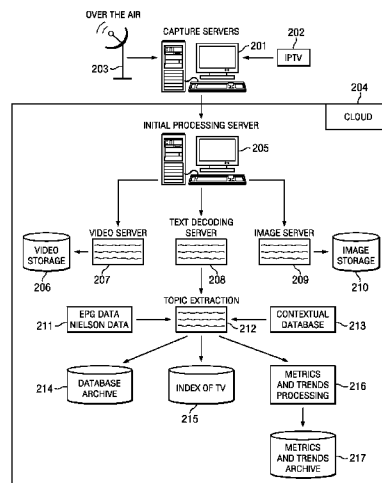 OVER THE AIR
CAPTURE SERVERS
201
202
IPTV
203
204
CLOUD
INITIAL PROCESSING SERVER
205
VIDEO SERVER
TEXT DECODING
SERVER
IMAGE SERVER
VIDEO
STORAGE
IMAGE
STORAGE
206
207
208
209
210
TOPIC EXTRACTION
211
EPG DATA
NIELSON DATA
212
CONTEXTUAL
DATABASE
213
214
DATABASE
ARCHIVE
INDEX OF TV
215
METRICS
AND TRENDS
PROCESSING
216
METRICS
AND TRENDS
ARCHIVE
217